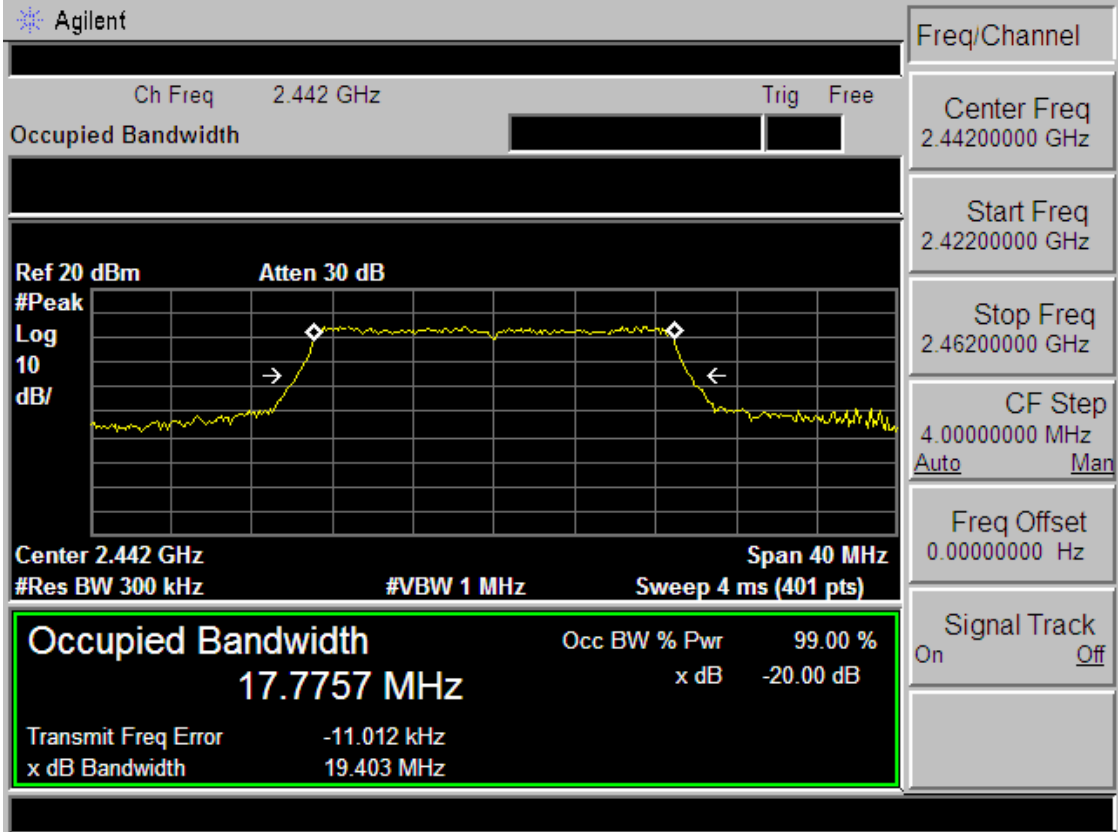 Agilent
Freq/Channel
Ch Freq 2.442 GHz Trig Free
Occupied Bandwidth
Center Freq
2.44200000 GHz
Start Freq
2.42200000 GHz
Stop Freq
2.46200000 GHz
CF Step
4.00000000 MHz
Auto Man
Freq Offset
0.00000000 Hz
Signal Track
On Off
Ref 20 dBm Atten 30 dB
#Peak
Log
10
dB/
Center 2.442 GHz Span 40 MHz
#Res BW 300 kHz #VBW 1 MHz Sweep 4 ms (401 pts)
Occupied Bandwidth
17.7757 MHz
Occ BW % Pwr 99.00 %
x dB -20.00 dB
Transmit Freq Error -11.012 kHz
x dB Bandwidth 19.403 MHz